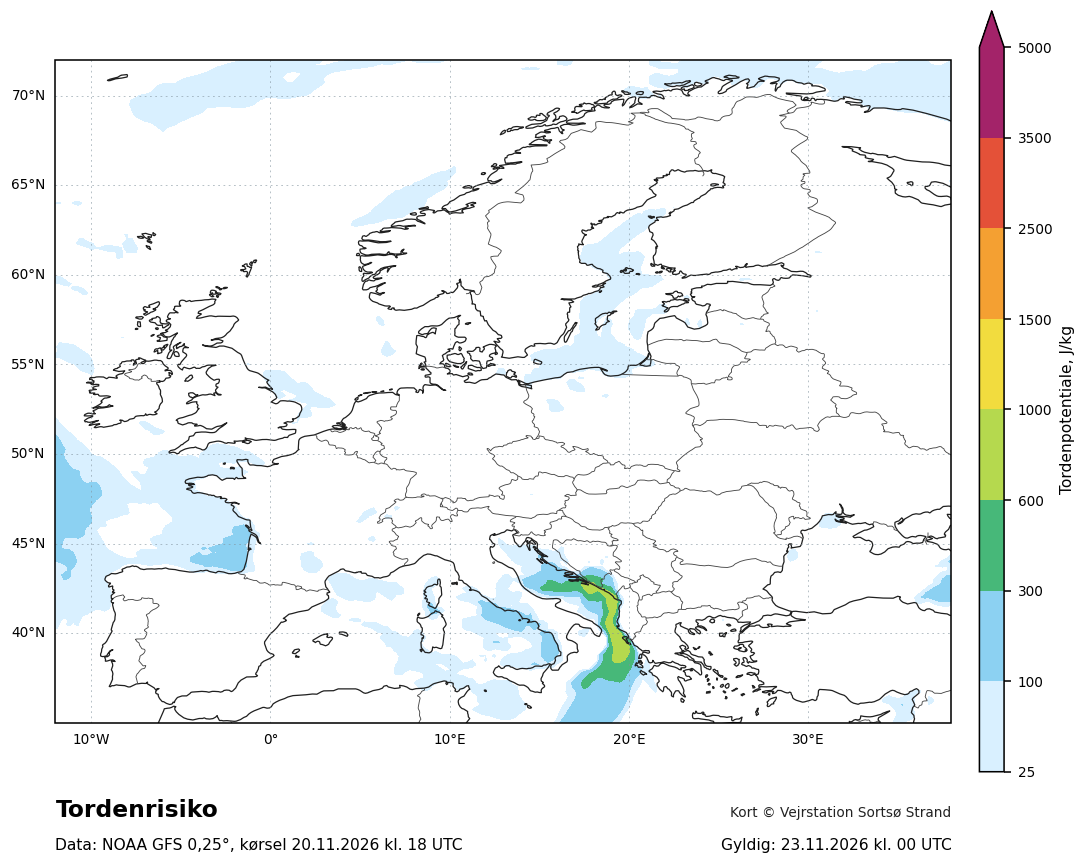 70°N
65°N
60°N
55°N
50°N
45°N
40°N
10°W
0°
10°E
20°E
30°E
5000
3500
2500
1500
1000
600
300
100
25
Tordenpotentiale, J/kg
Tordenrisiko
Kort © Vejrstation Sortsø Strand
Data: NOAA GFS 0,25°, kørsel 20.11.2026 kl. 18 UTC
Gyldig: 23.11.2026 kl. 00 UTC